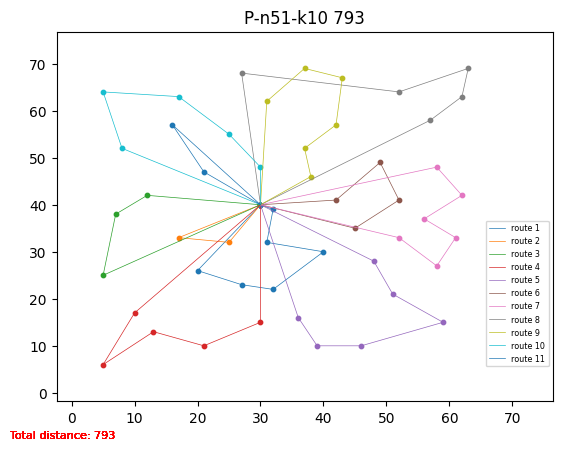 P-n51-k10 793
70
60
50
40
30
20
10
0
route 1
route 2
route 3
route 4
route 5
route 6
route 7
route 8
route 9
route 10
route 11
0 10 20 30 40 50 60 70
Total distance: 793